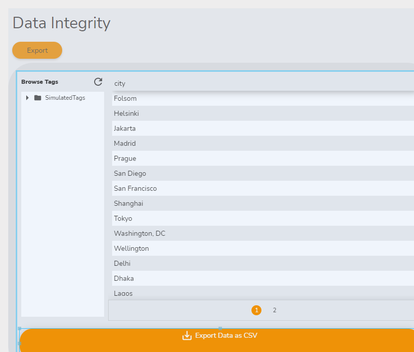 Data Integrity
Export
Browse Tags
SimulatedTags
city
Folsom
Helsinki
Jakarta
Madrid
Prague
San Diego
San Francisco
Shanghai
Tokyo
Washington, DC
Wellington
Delhi
Dhaka
Lagos
1 2
Export Data as CSV